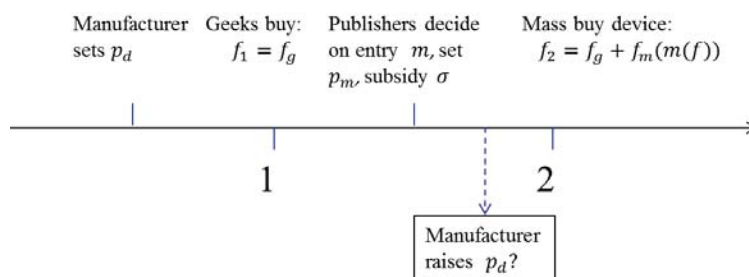 Manufacturer
sets p_d
Geeks buy:
f_1 = f_g
Publishers decide
on entry m, set
p_m, subsidy σ
Mass buy device:
f_2 = f_g + f_m(m(f))
1
2
Manufacturer
raises p_d?